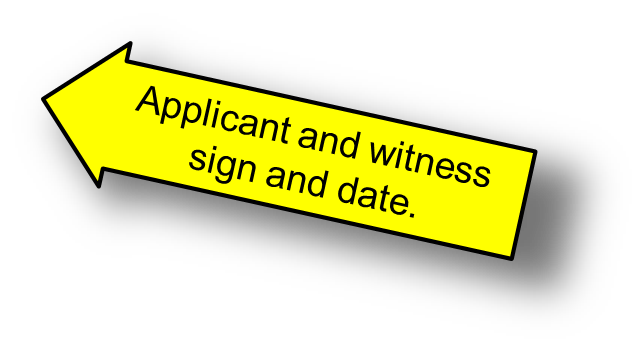 Applicant and witness
sign and date.